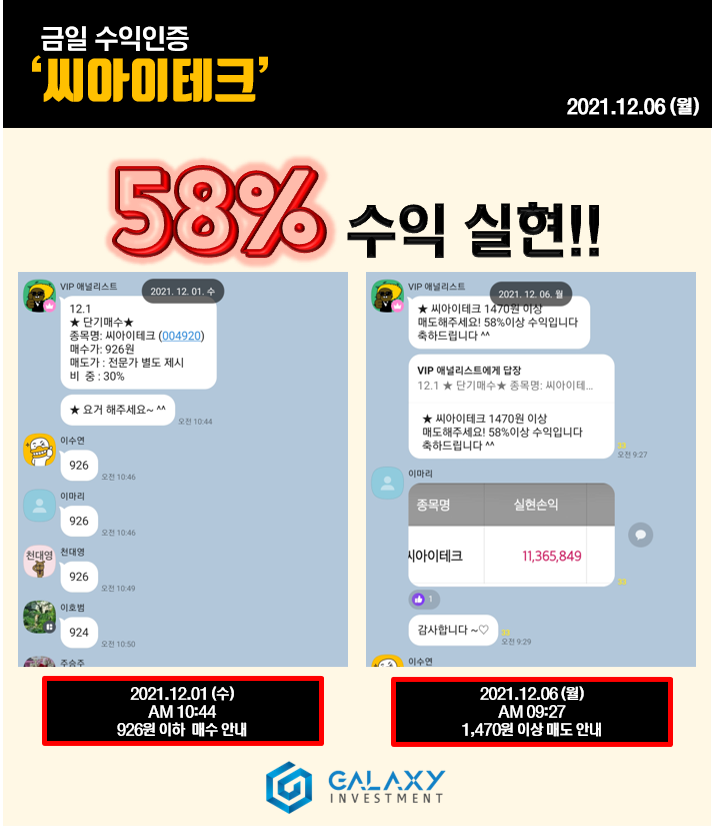 금일 수익인증
‘씨아이테크’
2021.12.06 (월)
58% 수익 실현!!
VIP 애널리스트
2021. 12. 01. 수
12.1
★ 단기매수★
종목명: 씨아이테크 (004920)
매수가: 926원
매도가 : 전문가 별도 제시
비 중 : 30%
★ 요거 해주세요~ ^^
오전 10:44
이수연
926
오전 10:46
이마리
926
오전 10:46
천대영
천대영
926
오전 10:49
이호범
924
오전 10:50
주승주
VIP 애널리스트
2021. 12. 06. 월
★ 씨아이테크 1470원 이상
매도해주세요! 58%이상 수익입니다
축하드립니다 ^^
VIP 애널리스트에게 답장
12.1 ★ 단기매수★ 종목명: 씨아이테...
★ 씨아이테크 1470원 이상
매도해주세요! 58%이상 수익입니다
축하드립니다 ^^
오전 9:27
이마리
종목명 실현손익
씨아이테크 11,365,849
1
감사합니다 ~♡
오전 9:29
이수연
2021.12.01 (수)
AM 10:44
926원 이하 매수 안내
2021.12.06 (월)
AM 09:27
1,470원 이상 매도 안내
GALAXY
INVESTMENT